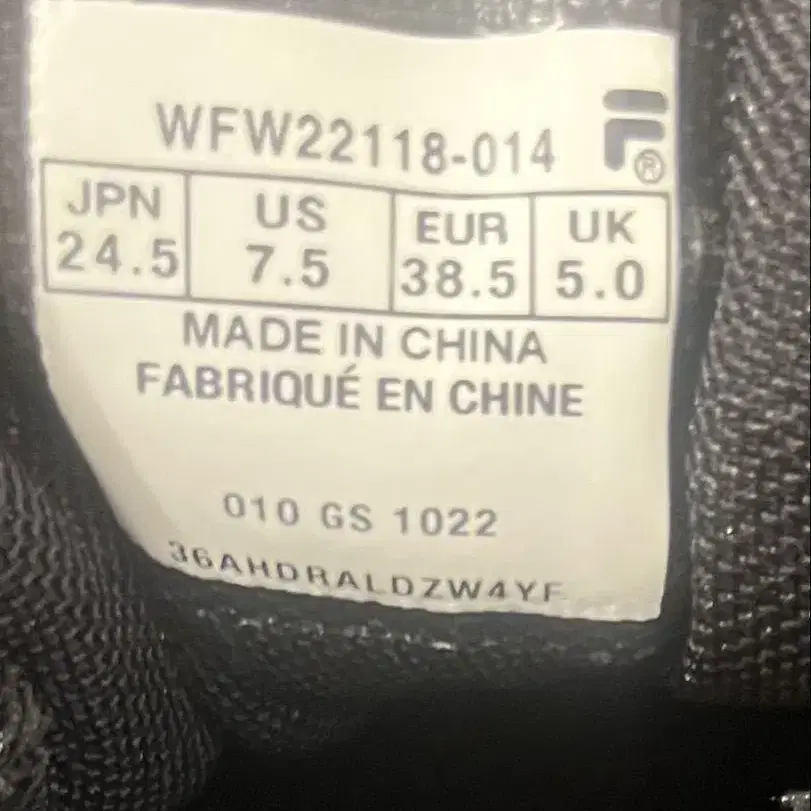 WFW22118-014
JPN US EUR UK
24.5 7.5 38.5 5.0
MADE IN CHINA
FABRIQUÉ EN CHINE
010 GS 1022
36AHDRALDZW4YF